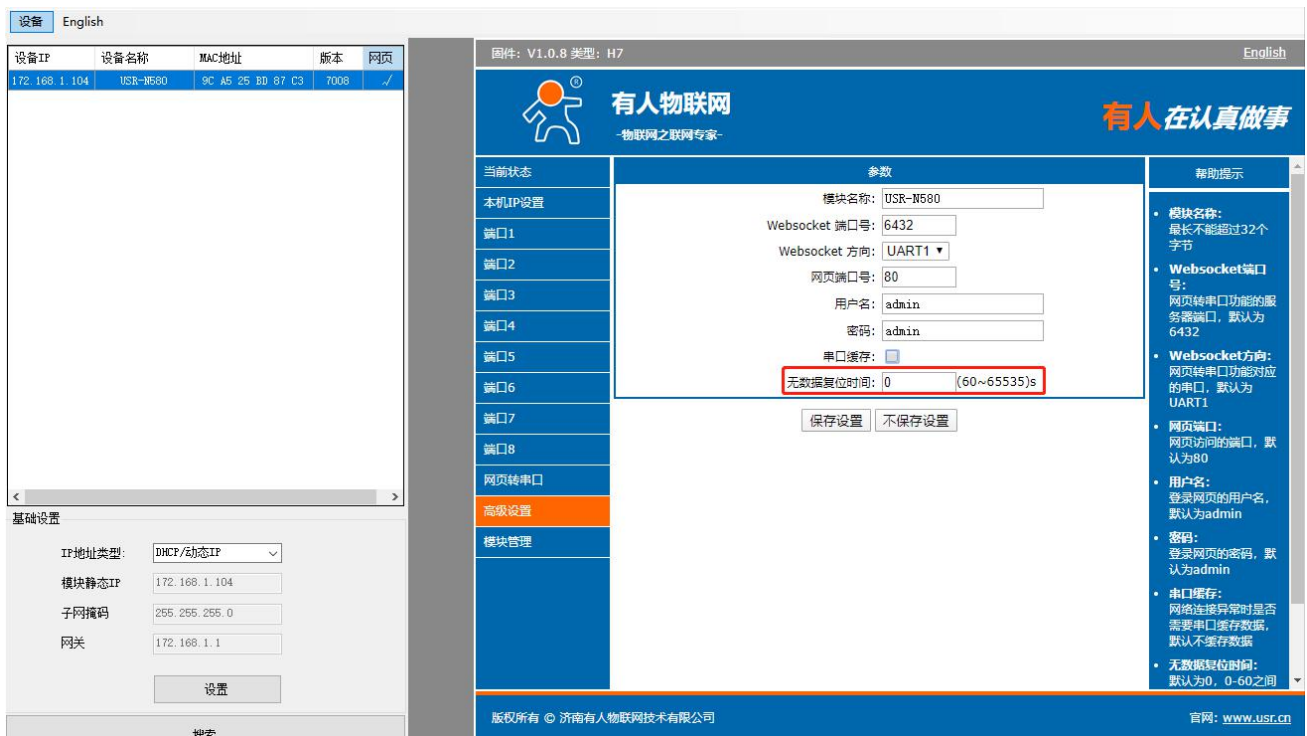 设备 English
设备IP 设备名称 MAC地址 版本 网页
172.168.1.104 USR-N580 9C A5 25 BD 87 C3 7008 √
基础设置
IP地址类型: DHCP/动态IP
模块静态IP 172.168.1.104
子网掩码 255.255.255.0
网关 172.168.1.1
设置
搜索
固件: V1.0.8 类型: H7 English
®
有人物联网
-物联网之联网专家-
有人在认真做事
当前状态
本机IP设置
端口1
端口2
端口3
端口4
端口5
端口6
端口7
端口8
网页转串口
高级设置
模块管理
参数
模块名称: USR-N580
Websocket 端口号: 6432
Websocket 方向: UART1
网页端口号: 80
用户名: admin
密码: admin
串口缓存:
无数据复位时间: 0 (60~65535)s
保存设置 不保存设置
帮助提示
• 模块名称:
最长不能超过32个
字节
• Websocket端口
号:
网页转串口功能的服
务器端口，默认为
6432
• Websocket方向:
网页转串口功能对应
的串口，默认为
UART1
• 网页端口:
网页访问的端口，默
认为80
• 用户名:
登录网页的用户名，
默认为admin
• 密码:
登录网页的密码，默
认为admin
• 串口缓存:
网络连接异常时是否
需要串口缓存数据，
默认不缓存数据
• 无数据复位时间:
默认为0，0-60之间
版权所有 © 济南有人物联网技术有限公司 官网: www.usr.cn